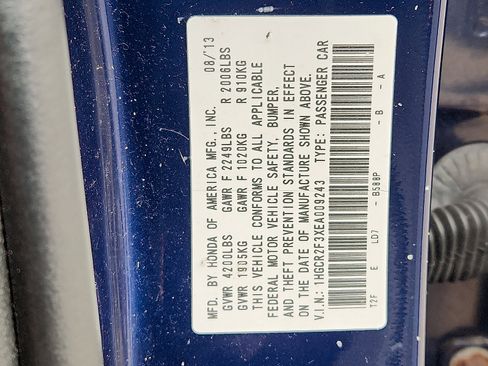 MFD. BY HONDA OF AMERICA MFG., INC. 08/'13
GVWR 4200LBS GAWR F 2249LBS R 2006LBS
GVWR 1905KG GAWR F 1020KG R 910KG
THIS VEHICLE CONFORMS TO ALL APPLICABLE
FEDERAL MOTOR VEHICLE SAFETY, BUMPER,
AND THEFT PREVENTION STANDARDS IN EFFECT
ON THE DATE OF MANUFACTURE SHOWN ABOVE.
V.I.N.: 1HGCR2F3XEA009243 TYPE: PASSENGER CAR
T2F E LD7 - B588P - B - A